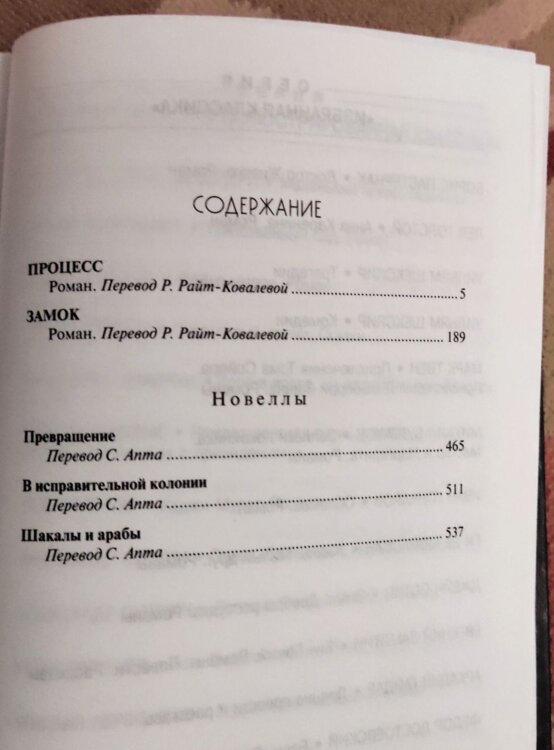 СОДЕРЖАНИЕ
ПРОЦЕСС
Роман. Перевод Р. Райт-Ковалевой ........ 5
ЗАМОК
Роман. Перевод Р. Райт-Ковалевой ........ 189
Новеллы
Превращение
Перевод С. Апта ........ 465
В исправительной колонии
Перевод С. Апта ........ 511
Шакалы и арабы
Перевод С. Апта ........ 537